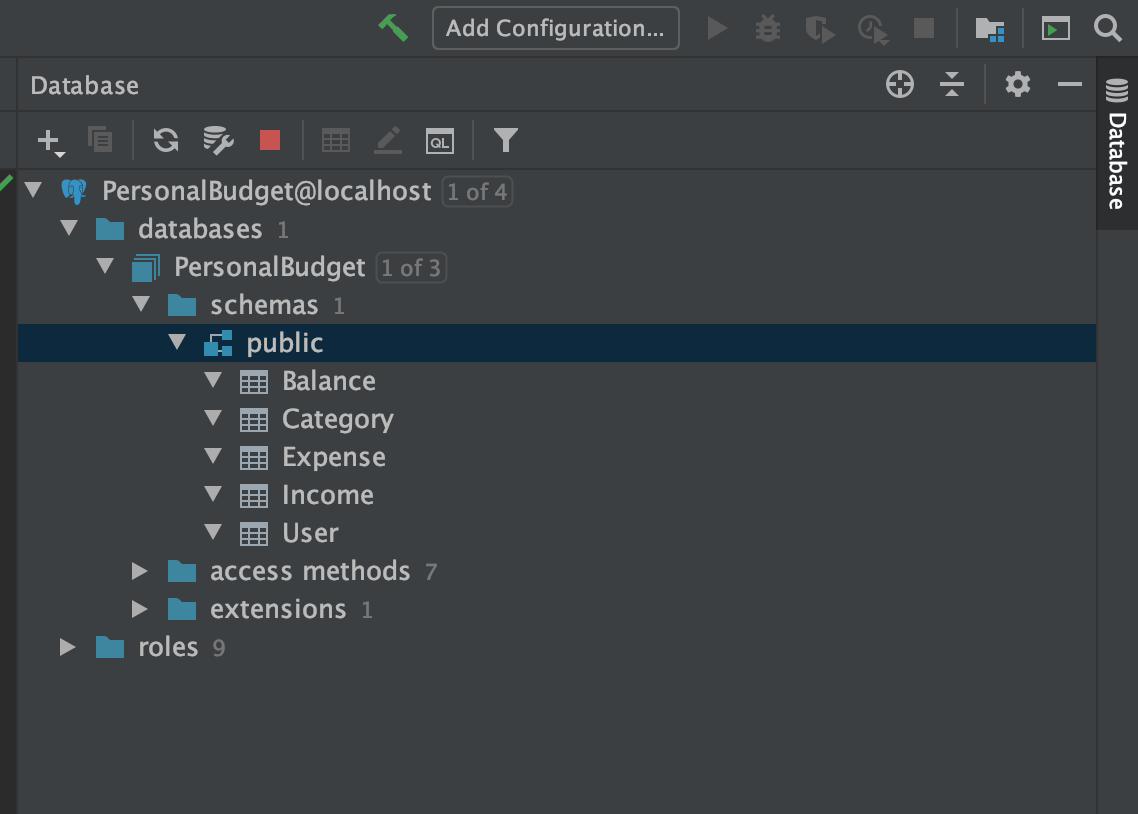 Add Configuration...
Database
QL
Database
PersonalBudget@localhost 1 of 4
databases 1
PersonalBudget 1 of 3
schemas 1
public
Balance
Category
Expense
Income
User
access methods 7
extensions 1
roles 9